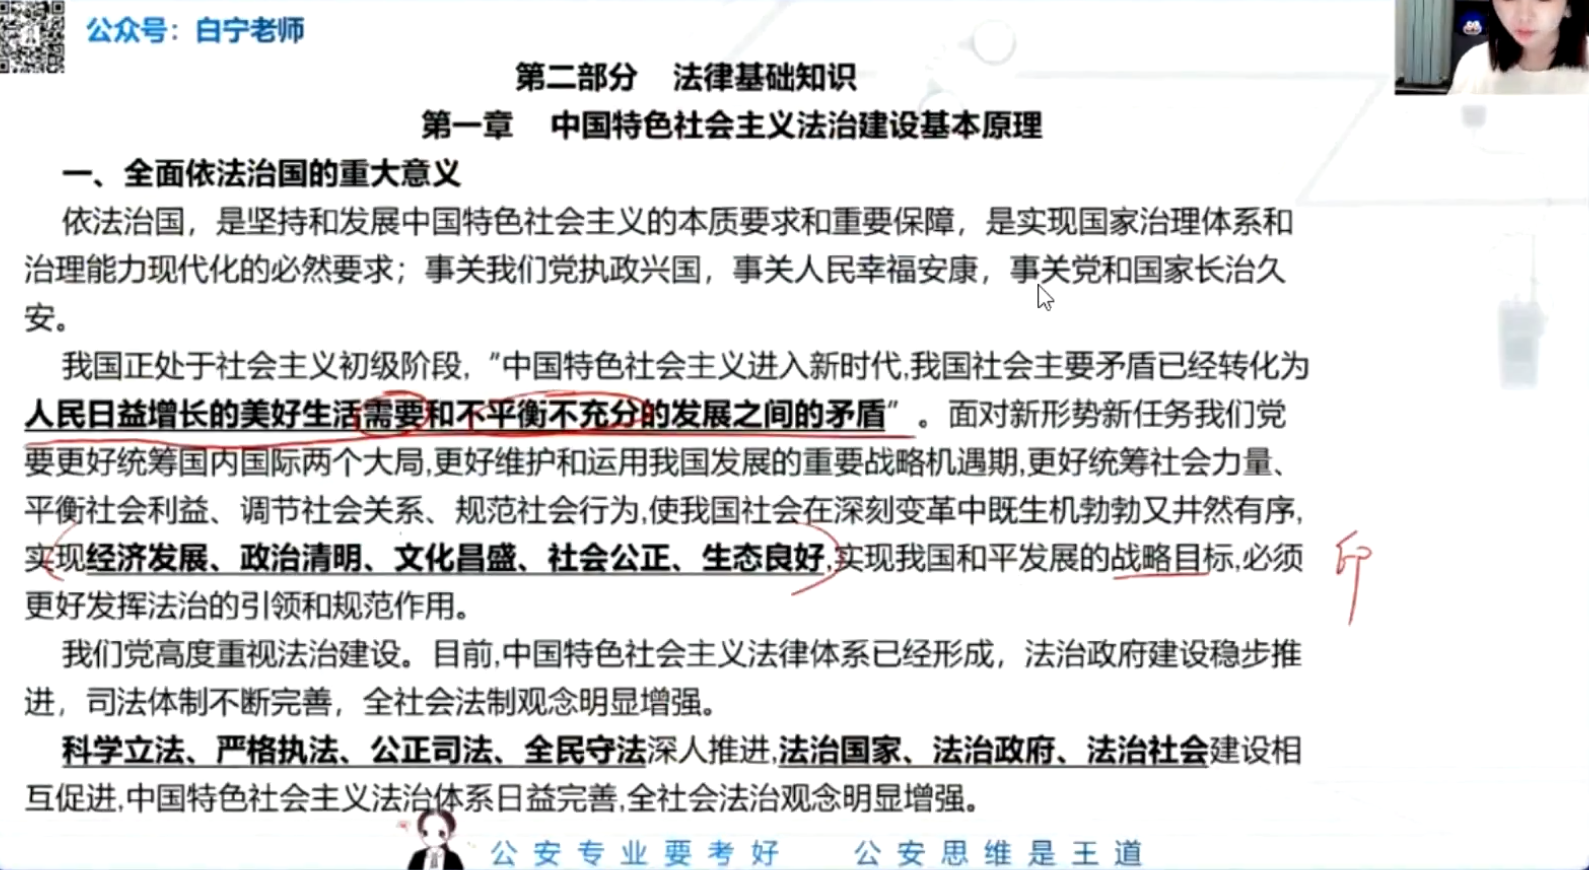 公众号：白宁老师
第二部分 法律基础知识
第一章 中国特色社会主义法治建设基本原理
一、全面依法治国的重大意义
依法治国，是坚持和发展中国特色社会主义的本质要求和重要保障，是实现国家治理体系和
治理能力现代化的必然要求；事关我们党执政兴国，事关人民幸福安康，事关党和国家长治久
安。
我国正处于社会主义初级阶段，“中国特色社会主义进入新时代,我国社会主要矛盾已经转化为
人民日益增长的美好生活需要和不平衡不充分的发展之间的矛盾”。面对新形势新任务我们党
要更好统筹国内国际两个大局,更好维护和运用我国发展的重要战略机遇期,更好统筹社会力量、
平衡社会利益、调节社会关系、规范社会行为,使我国社会在深刻变革中既生机勃勃又井然有序,
实现经济发展、政治清明、文化昌盛、社会公正、生态良好,实现我国和平发展的战略目标,必须
更好发挥法治的引领和规范作用。
我们党高度重视法治建设。目前,中国特色社会主义法律体系已经形成，法治政府建设稳步推
进，司法体制不断完善，全社会法制观念明显增强。
科学立法、严格执法、公正司法、全民守法深人推进,法治国家、法治政府、法治社会建设相
互促进,中国特色社会主义法治体系日益完善,全社会法治观念明显增强。
公安专业要考好 公安思维是王道